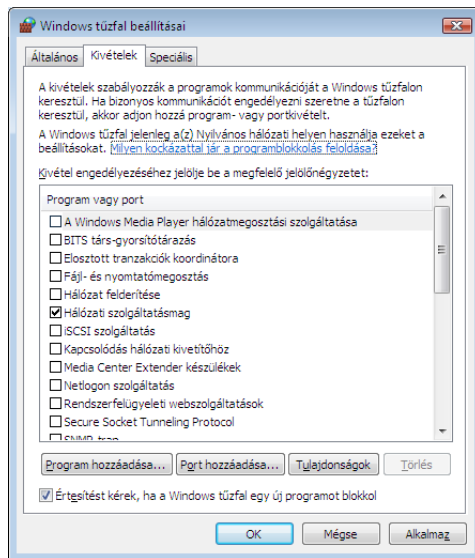 Windows tűzfal beállításai
Általános Kivételek Speciális
A kivételek szabályozzák a programok kommunikációját a Windows tűzfalon
keresztül. Ha bizonyos kommunikációt engedélyezni szeretne a tűzfalon
keresztül, akkor adjon hozzá program- vagy portkivételt.
A Windows tűzfal jelenleg a(z) Nyilvános hálózati helyen használja ezeket a
beállításokat. Milyen kockázattal jár a programblokkolás feloldása?
Kivétel engedélyezéséhez jelölje be a megfelelő jelölőnégyzetet:
Program vagy port
A Windows Media Player hálózatmegosztási szolgáltatása
BITS társ-gyorsítótárazás
Elosztott tranzakciók koordinátora
Fájl- és nyomtatómegosztás
Hálózat felderítése
Hálózati szolgáltatásmag
iSCSI szolgáltatás
Kapcsolódás hálózati kivetítőhöz
Media Center Extender készülékek
Netlogon szolgáltatás
Rendszerfelügyeleti webszolgáltatások
Secure Socket Tunneling Protocol
SNMP-trap
Program hozzáadása... Port hozzáadása... Tulajdonságok Törlés
Értesítést kérek, ha a Windows tűzfal egy új programot blokkol
OK Mégse Alkalmaz